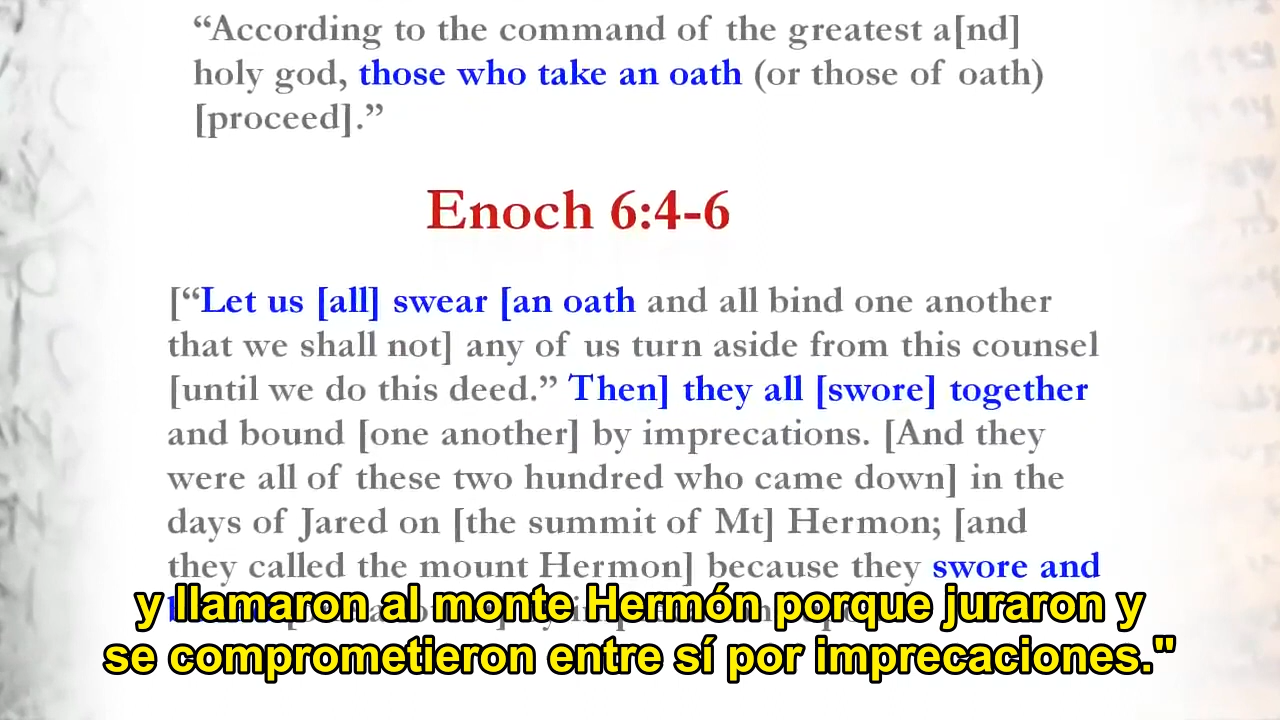 “According to the command of the greatest a[nd]
holy god, those who take an oath (or those of oath)
[proceed].”
Enoch 6:4-6
[“Let us [all] swear [an oath and all bind one another
that we shall not] any of us turn aside from this counsel
[until we do this deed.” Then] they all [swore] together
and bound [one another] by imprecations. [And they
were all of these two hundred who came down] in the
days of Jared on [the summit of Mt] Hermon; [and
they called the mount Hermon] because they swore and
y llamaron al monte Hermón porque juraron y
se comprometieron entre sí por imprecaciones."